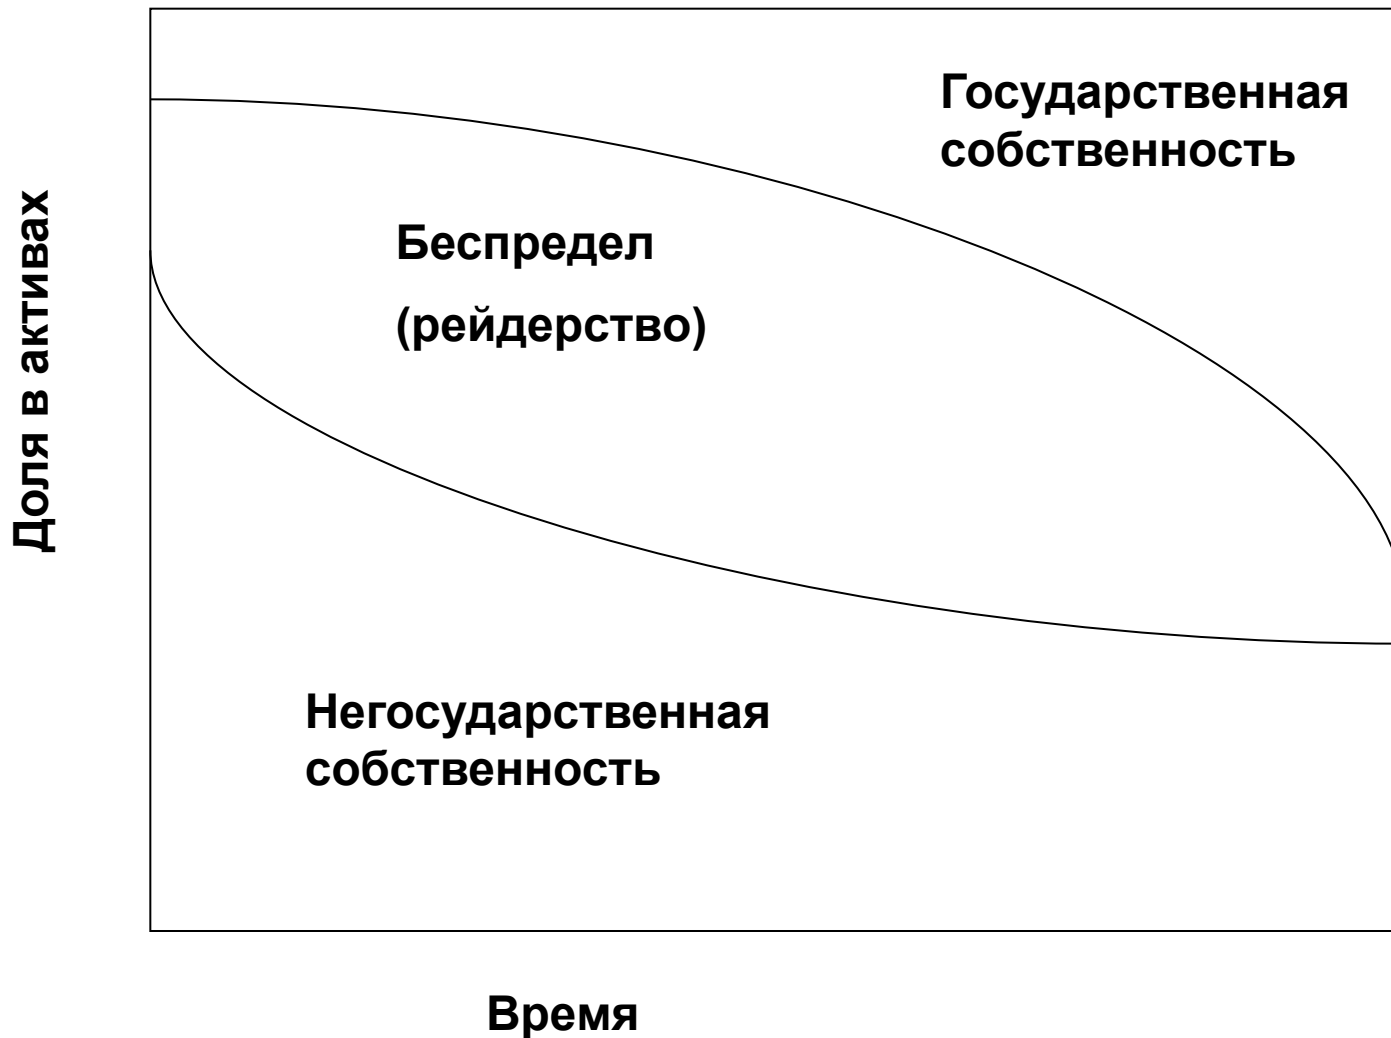 Государственная
собственность
Беспредел
(рейдерство)
Доля в активах
Негосударственная
собственность
Время